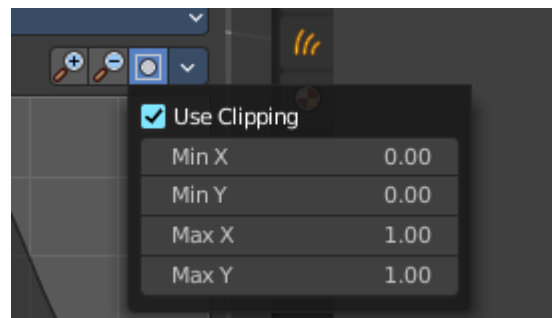 Use Clipping
Min X 0.00
Min Y 0.00
Max X 1.00
Max Y 1.00